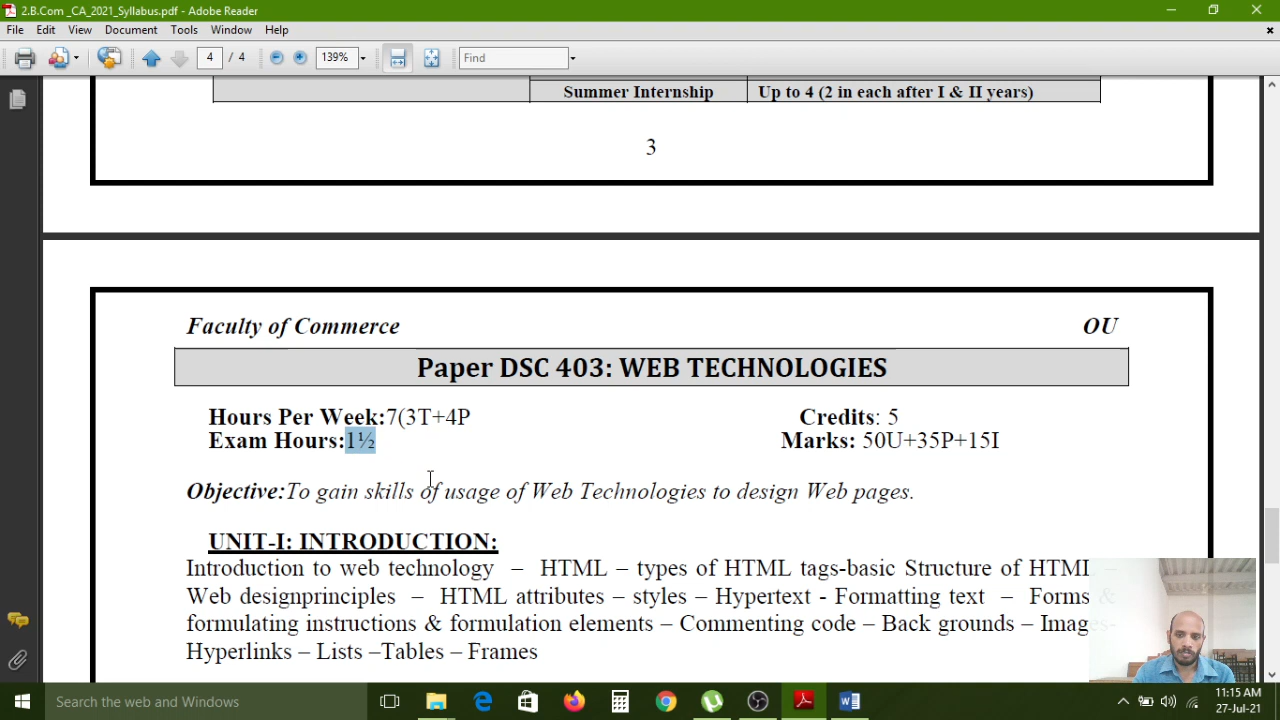 2.B.Com _CA_2021_Syllabus.pdf - Adobe Reader
File Edit View Document Tools Window Help
4 / 4 139% Find
Summer Internship Up to 4 (2 in each after I & II years)
3
Faculty of Commerce OU
Paper DSC 403: WEB TECHNOLOGIES
Hours Per Week:7(3T+4P Credits: 5
Exam Hours:1½ Marks: 50U+35P+15I
Objective:To gain skills of usage of Web Technologies to design Web pages.
UNIT-I: INTRODUCTION:
Introduction to web technology – HTML – types of HTML tags-basic Structure of HTML –
Web designprinciples – HTML attributes – styles – Hypertext - Formatting text – Forms &
formulating instructions & formulation elements – Commenting code – Back grounds – Images-
Hyperlinks – Lists –Tables – Frames
Search the web and Windows
11:15 AM
27-Jul-21